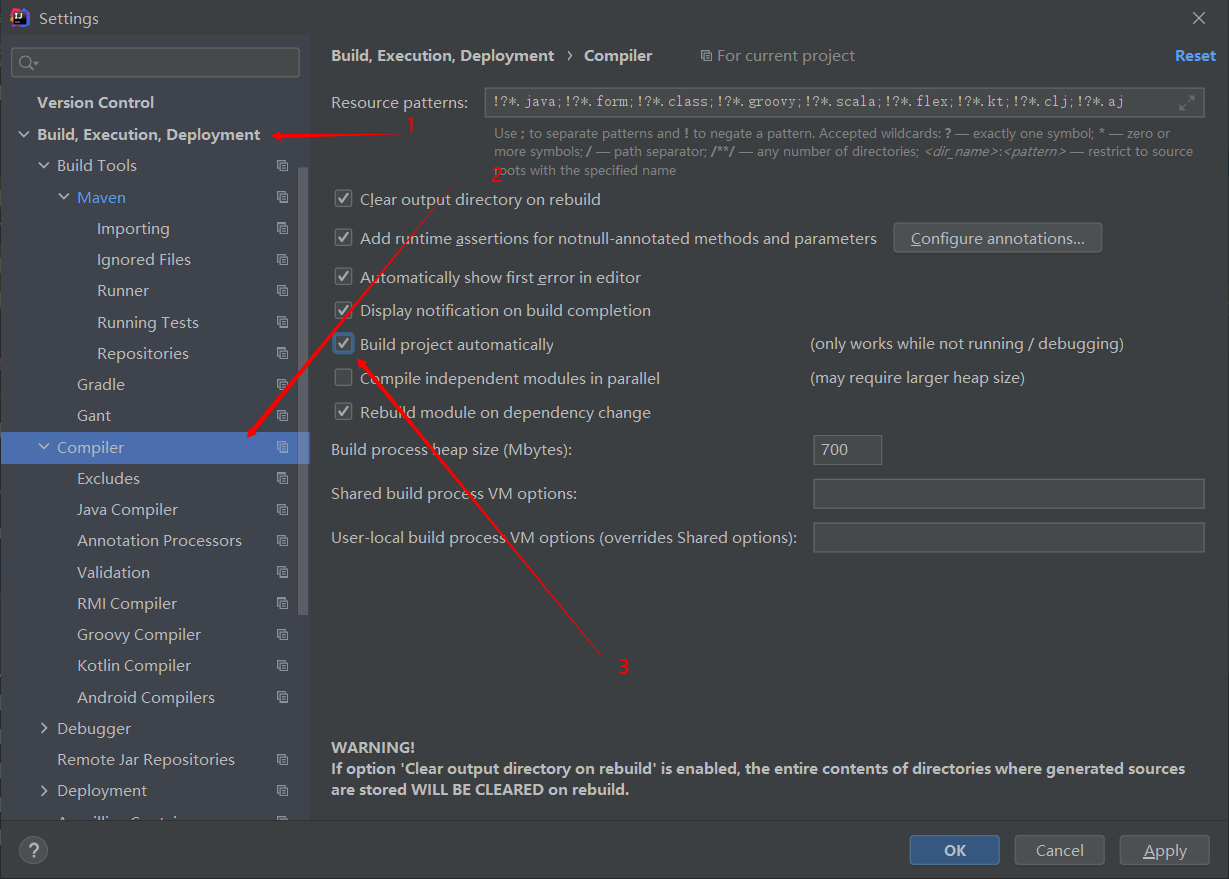 Settings
Version Control
Build, Execution, Deployment
Build Tools
Maven
Importing
Ignored Files
Runner
Running Tests
Repositories
Gradle
Gant
Compiler
Excludes
Java Compiler
Annotation Processors
Validation
RMI Compiler
Groovy Compiler
Kotlin Compiler
Android Compilers
Debugger
Remote Jar Repositories
Deployment
Build, Execution, Deployment › Compiler For current project Reset
Resource patterns: !?*.java;!?*.form;!?*.class;!?*.groovy;!?*.scala;!?*.flex;!?*.kt;!?*.clj;!?*.aj
1
Use ; to separate patterns and ! to negate a pattern. Accepted wildcards: ? — exactly one symbol; * — zero or
more symbols; / — path separator; /**/ — any number of directories; <dir_name>:<pattern> — restrict to source
roots with the specified name
2
Clear output directory on rebuild
Add runtime assertions for notnull-annotated methods and parameters Configure annotations...
Automatically show first error in editor
Display notification on build completion
Build project automatically (only works while not running / debugging)
Compile independent modules in parallel (may require larger heap size)
Rebuild module on dependency change
Build process heap size (Mbytes): 700
Shared build process VM options:
User-local build process VM options (overrides Shared options):
3
WARNING!
If option 'Clear output directory on rebuild' is enabled, the entire contents of directories where generated sources
are stored WILL BE CLEARED on rebuild.
? OK Cancel Apply